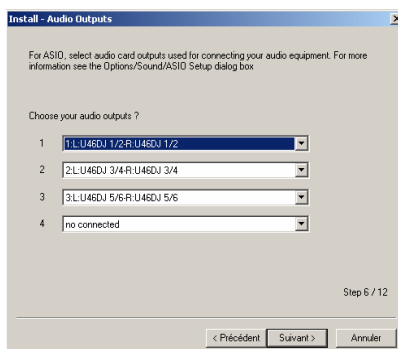 Install - Audio Outputs
For ASIO, select audio card outputs used for connecting your audio equipment. For more
information see the Options/Sound/ASIO Setup dialog box
Choose your audio outputs ?
1 1:L:U46DJ 1/2-R:U46DJ 1/2
2 2:L:U46DJ 3/4-R:U46DJ 3/4
3 3:L:U46DJ 5/6-R:U46DJ 5/6
4 no connected
Step 6 / 12
< Précédent Suivant > Annuler